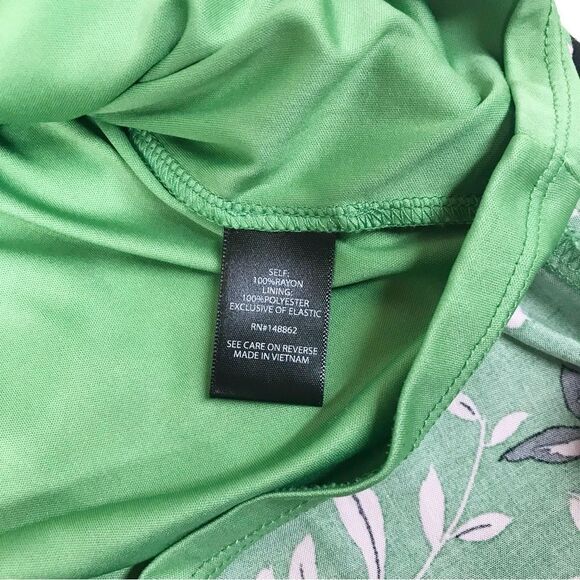 SELF:
100%RAYON
LINING:
100%POLYESTER
EXCLUSIVE OF ELASTIC
RN#148862
SEE CARE ON REVERSE
MADE IN VIETNAM